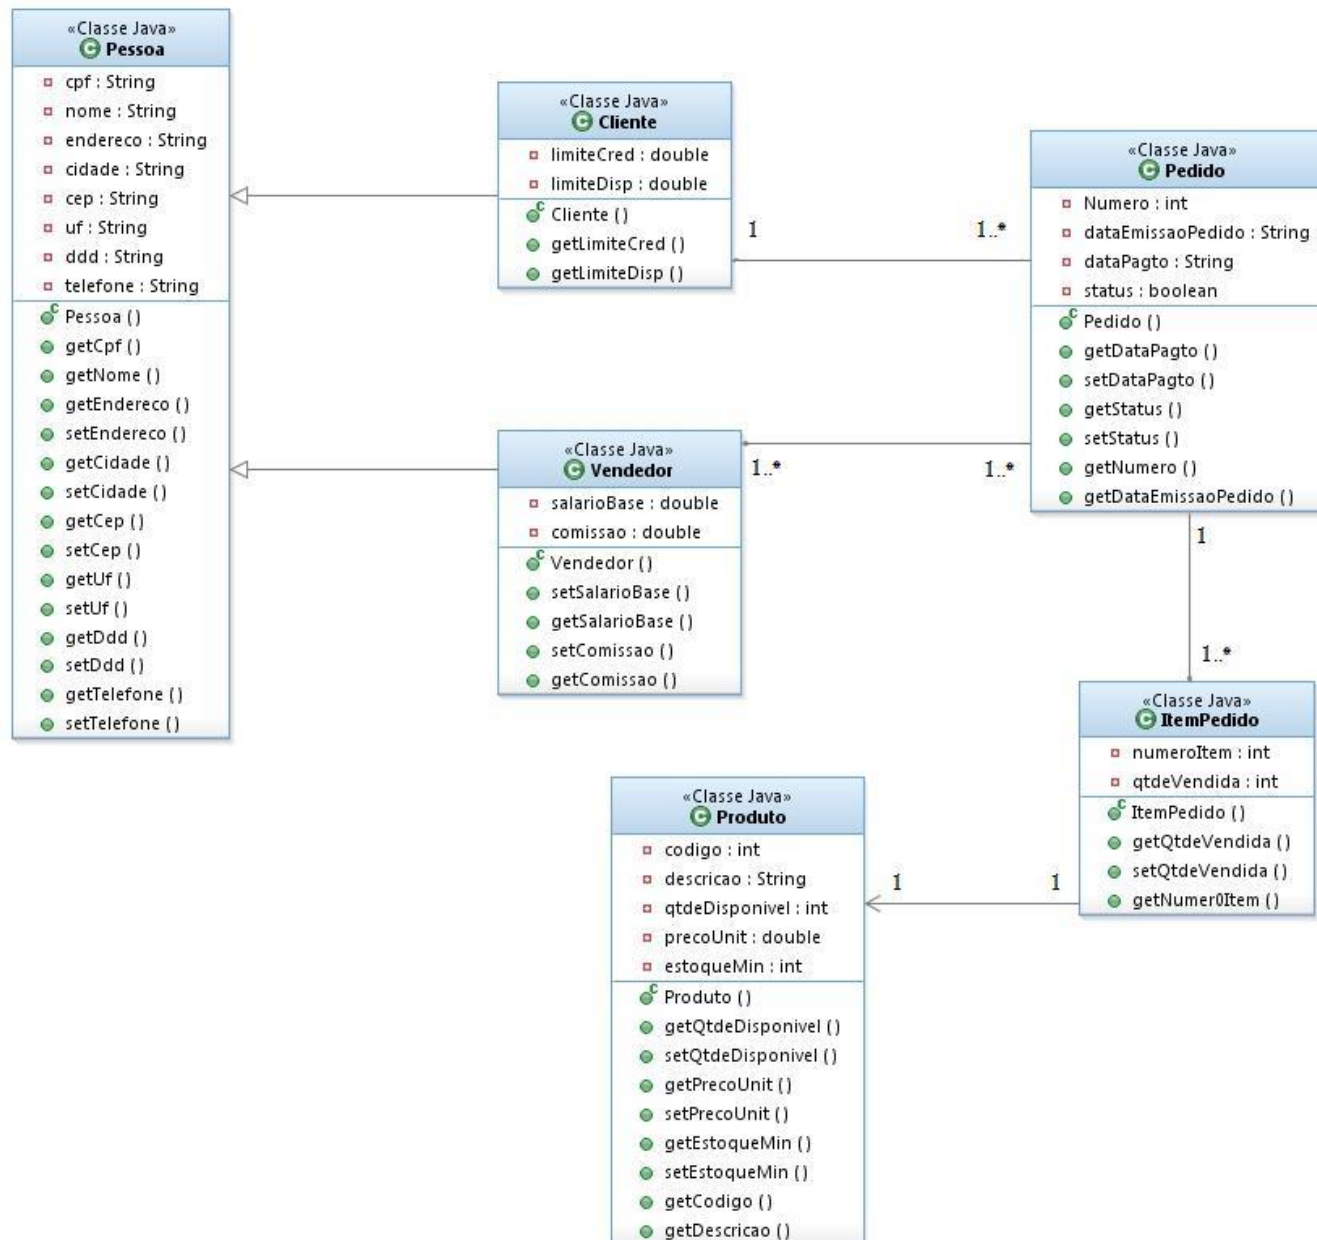 «Classe Java»
Pessoa
cpf : String
nome : String
endereco : String
cidade : String
cep : String
uf : String
ddd : String
telefone : String
Pessoa ()
getCpf ()
getNome ()
getEndereco ()
setEndereco ()
getCidade ()
setCidade ()
getCep ()
setCep ()
getUf ()
setUf ()
getDdd ()
setDdd ()
getTelefone ()
setTelefone ()
«Classe Java»
Cliente
limiteCred : double
limiteDisp : double
Cliente ()
getLimiteCred ()
getLimiteDisp ()
1
1..*
«Classe Java»
Pedido
Numero : int
dataEmissaoPedido : String
dataPagto : String
status : boolean
Pedido ()
getDataPagto ()
setDataPagto ()
getStatus ()
setStatus ()
getNumero ()
getDataEmissaoPedido ()
«Classe Java»
Vendedor
salarioBase : double
comissao : double
Vendedor ()
setSalarioBase ()
getSalarioBase ()
setComissao ()
getComissao ()
1..*
1..*
1
1..*
«Classe Java»
ItemPedido
numeroItem : int
qtdeVendida : int
ItemPedido ()
getQtdeVendida ()
setQtdeVendida ()
getNumer0Item ()
1
1
«Classe Java»
Produto
codigo : int
descricao : String
qtdeDisponivel : int
precoUnit : double
estoqueMin : int
Produto ()
getQtdeDisponivel ()
setQtdeDisponivel ()
getPrecoUnit ()
setPrecoUnit ()
getEstoqueMin ()
setEstoqueMin ()
getCodigo ()
getDescricao ()